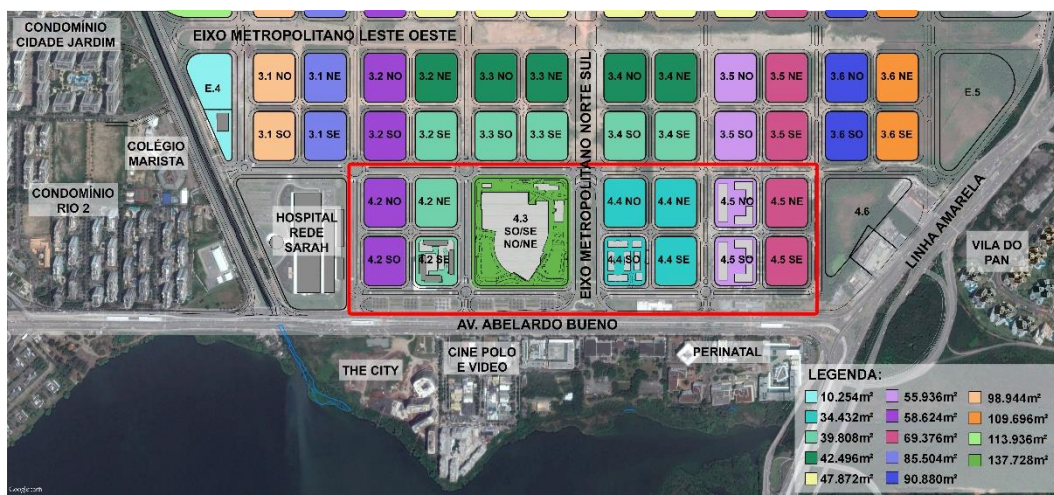 CONDOMÍNIO
CIDADE JARDIM
EIXO METROPOLITANO LESTE OESTE
E.4
3.1 NO
3.1 NE
3.2 NO
3.2 NE
3.3 NO
3.3 NE
3.4 NO
3.4 NE
3.5 NO
3.5 NE
3.6 NO
3.6 NE
E.5
3.1 SO
3.1 SE
3.2 SO
3.2 SE
3.3 SO
3.3 SE
3.4 SO
3.4 SE
3.5 SO
3.5 SE
3.6 SO
3.6 SE
EIXO METROPOLITANO NORTE SUL
COLÉGIO
MARISTA
CONDOMÍNIO
RIO 2
HOSPITAL
REDE
SARAH
4.2 NO
4.2 NE
4.3
SO/SE
NO/NE
4.4 NO
4.4 NE
4.5 NO
4.5 NE
4.6
4.2 SO
4.2 SE
4.4 SO
4.4 SE
4.5 SO
4.5 SE
LINHA AMARELA
VILA DO
PAN
AV. ABELARDO BUENO
THE CITY
CINE POLO
E VIDEO
PERINATAL
LEGENDA:
10.254m²
55.936m²
98.944m²
34.432m²
58.624m²
109.696m²
39.808m²
69.376m²
113.936m²
42.496m²
85.504m²
137.728m²
47.872m²
90.880m²
Google earth